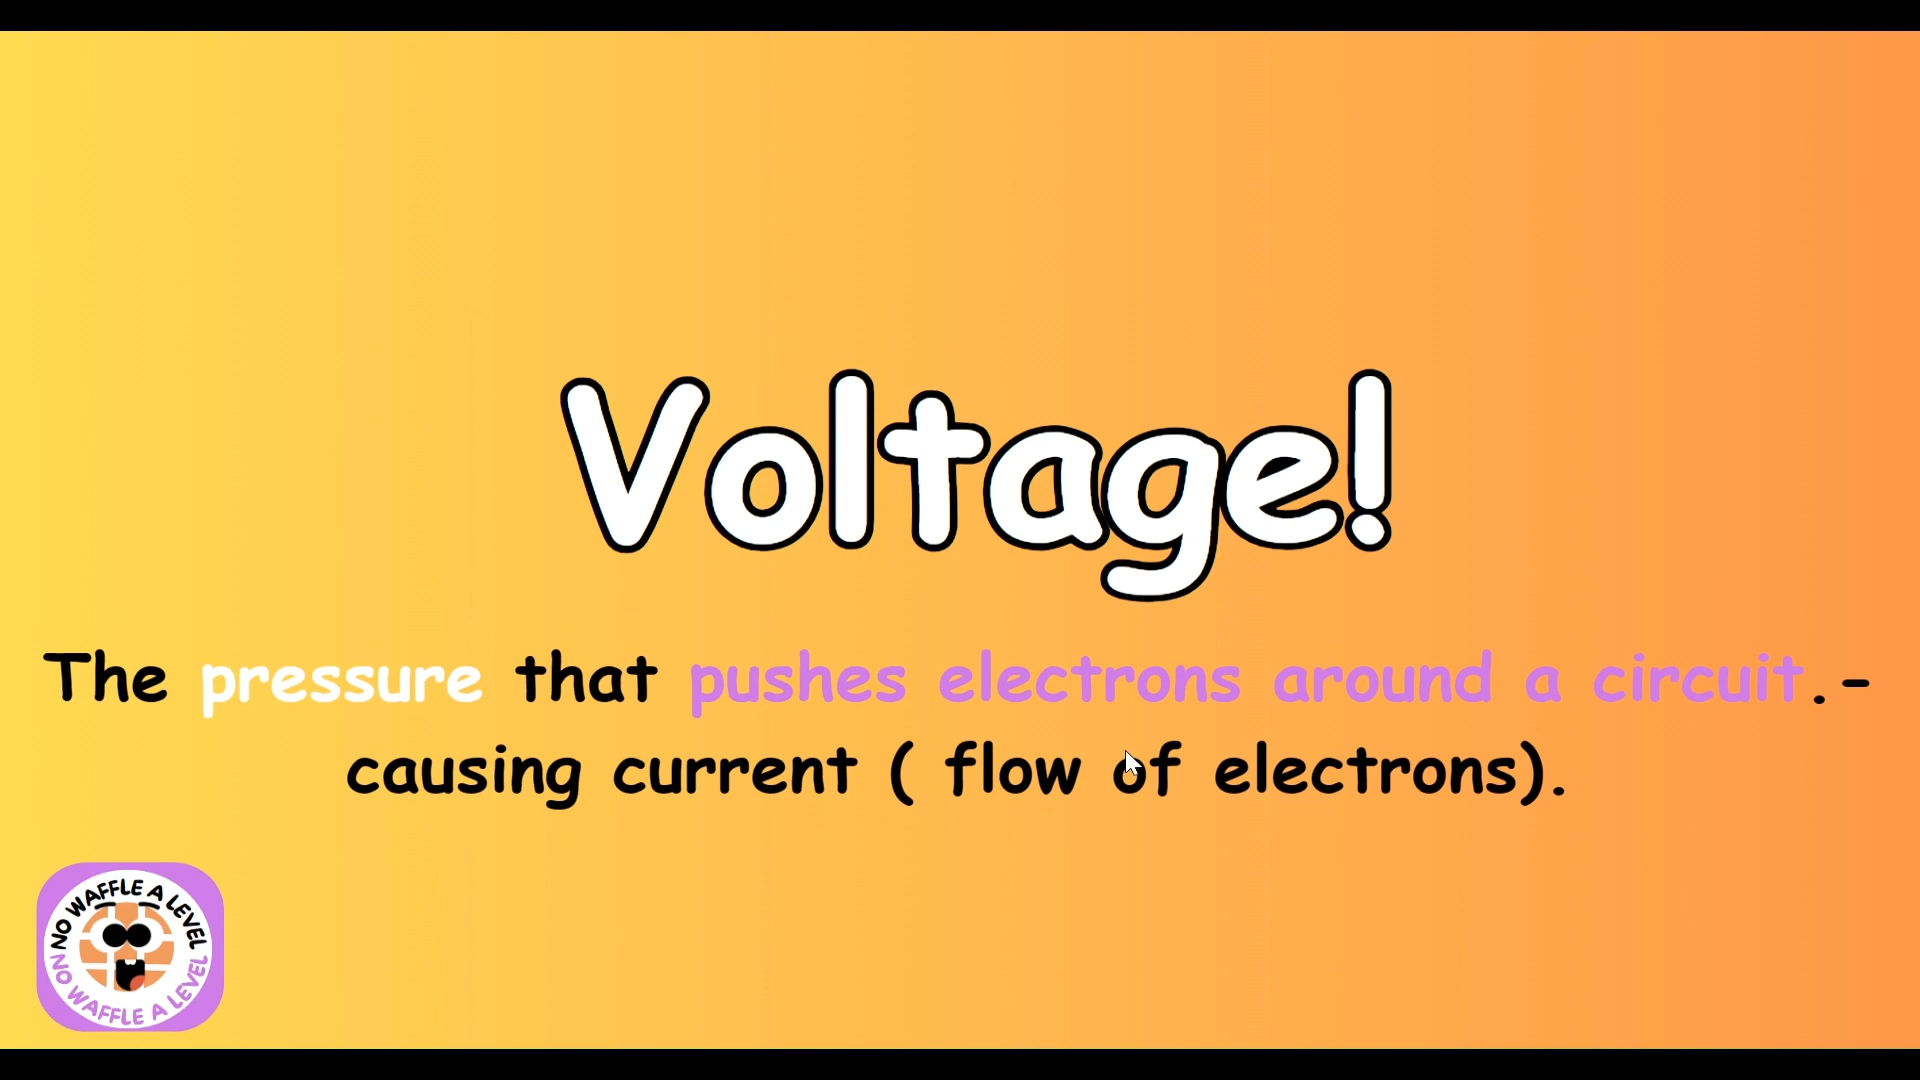 Voltage!
The pressure that pushes electrons around a circuit.-
causing current ( flow of electrons).
NO WAFFLE A LEVEL
NO WAFFLE A LEVEL